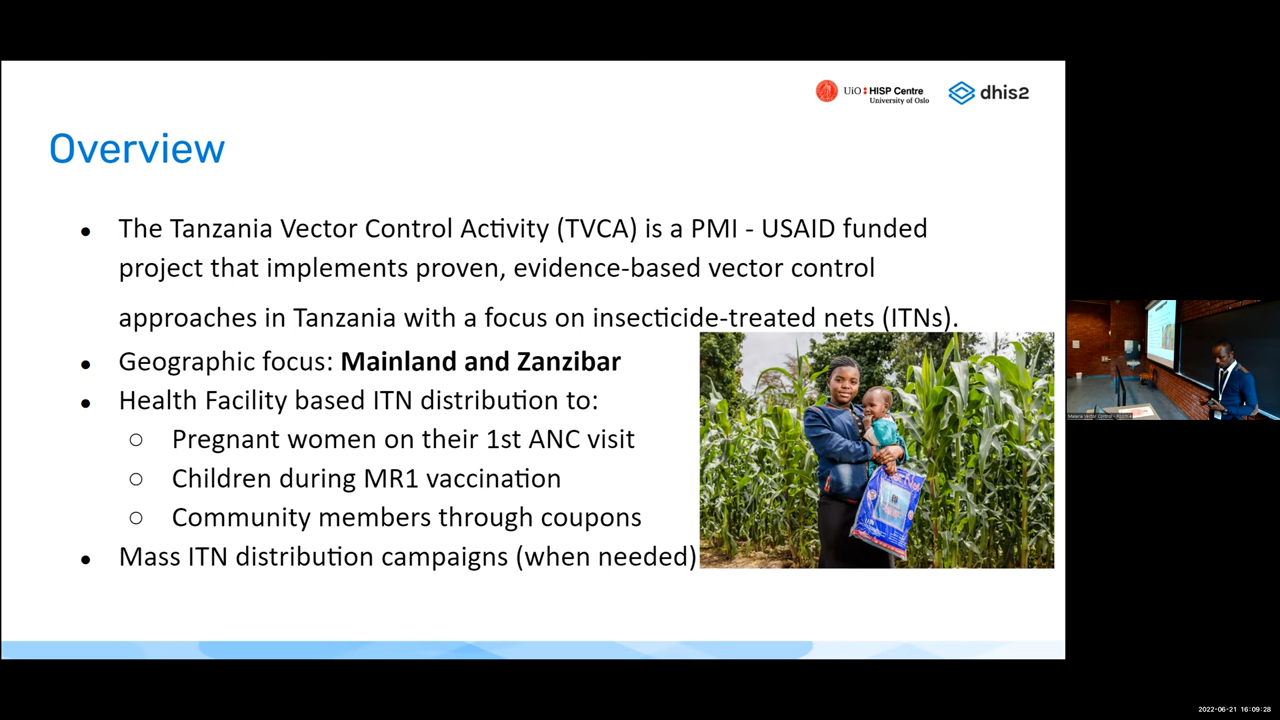 UiO HISP Centre
University of Oslo
dhis2
Overview
● The Tanzania Vector Control Activity (TVCA) is a PMI - USAID funded
project that implements proven, evidence-based vector control
approaches in Tanzania with a focus on insecticide-treated nets (ITNs).
● Geographic focus: Mainland and Zanzibar
● Health Facility based ITN distribution to:
○ Pregnant women on their 1st ANC visit
○ Children during MR1 vaccination
○ Community members through coupons
● Mass ITN distribution campaigns (when needed)
Malaria Vector Control
2022-06-21 16:09:28